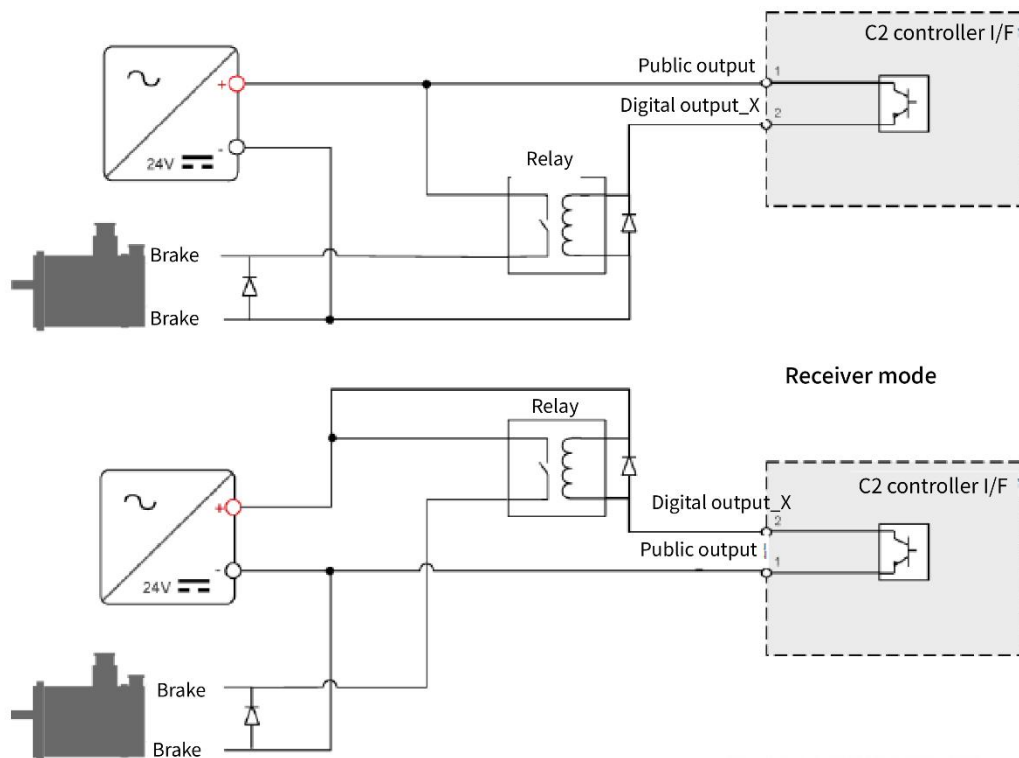 C2 controller I/F
Public output
1
Digital output_X
2
Relay
+
-
24V
Brake
Brake
Receiver mode
Relay
C2 controller I/F
Digital output_X
2
Public output
1
+
-
24V
Brake
Brake